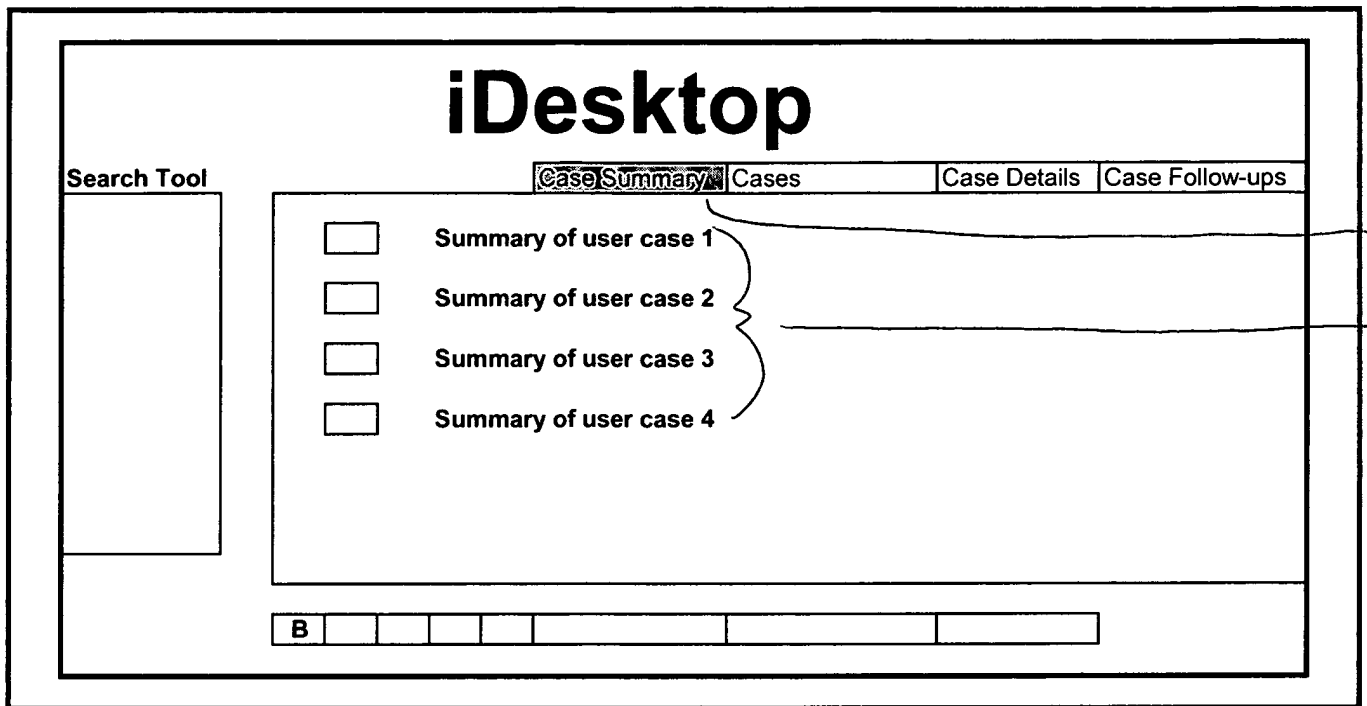 iDesktop
Search Tool
Case Summary Cases Case Details Case Follow-ups
Summary of user case 1
Summary of user case 2
Summary of user case 3
Summary of user case 4
B